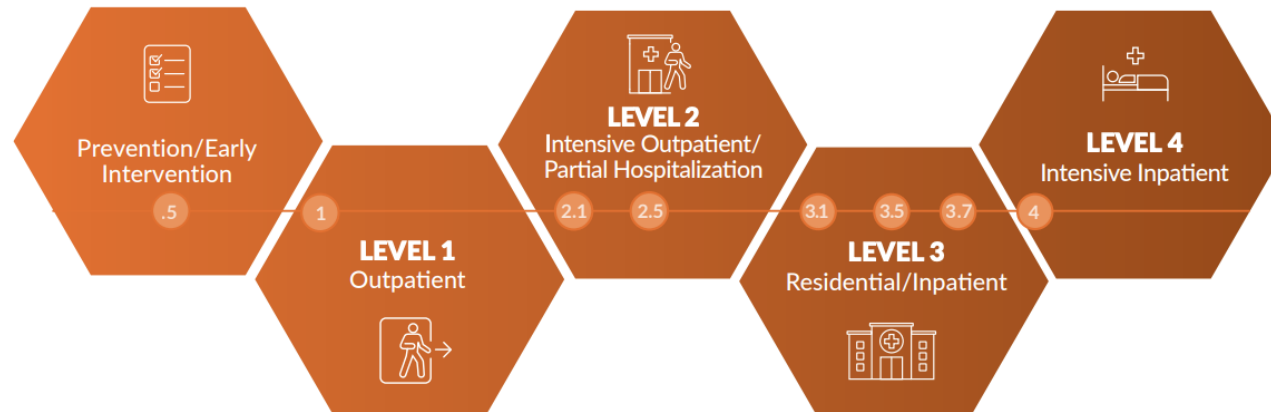 Prevention/Early
Intervention
.5
1
LEVEL 1
Outpatient
LEVEL 2
Intensive Outpatient/
Partial Hospitalization
2.1
2.5
3.1
3.5
3.7
LEVEL 3
Residential/Inpatient
LEVEL 4
Intensive Inpatient
4